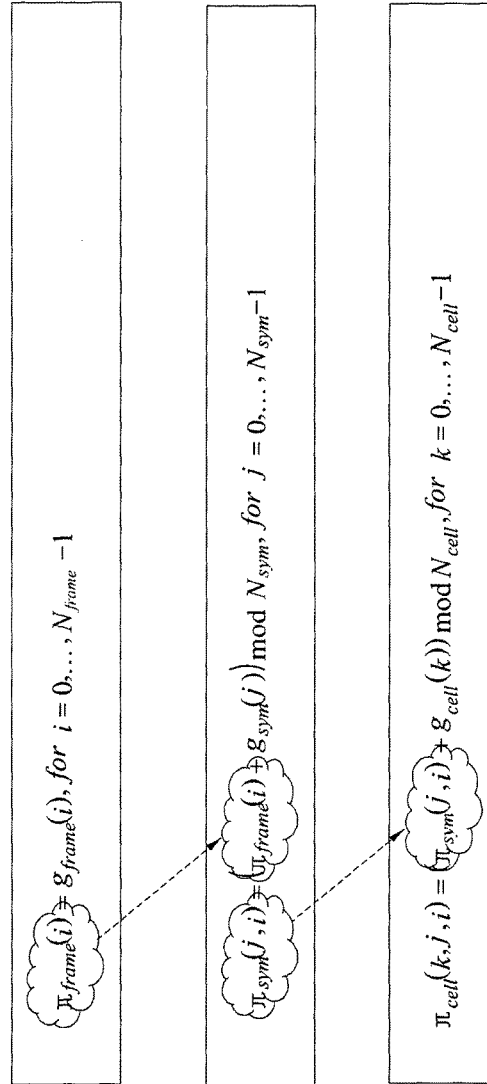 π_frame(i) = g_frame(i), for i = 0,..., N_frame −1
π_sym(j,i) = (π_frame(i) + g_sym(j)) mod N_sym, for j = 0,..., N_sym −1
π_cell(k,j,i) = (π_sym(j,i) + g_cell(k)) mod N_cell, for k = 0,..., N_cell −1